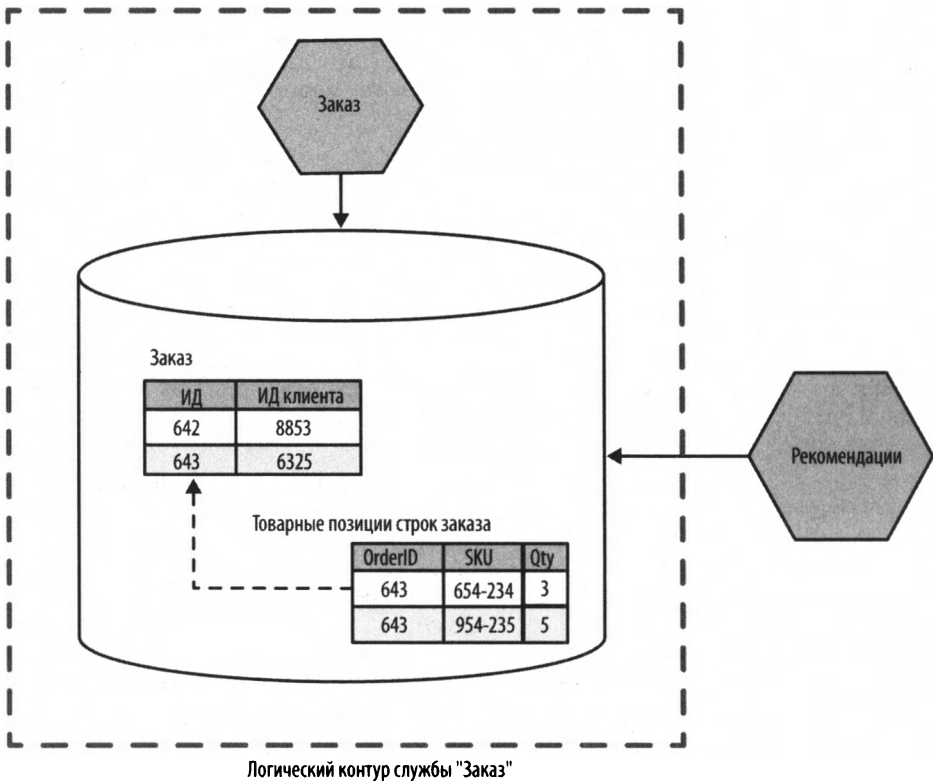 Заказ
Заказ
ИД ИД клиента
642 8853
643 6325
Рекомендации
Товарные позиции строк заказа
OrderID SKU Qty
643 654-234 3
643 954-235 5
Логический контур службы "Заказ"